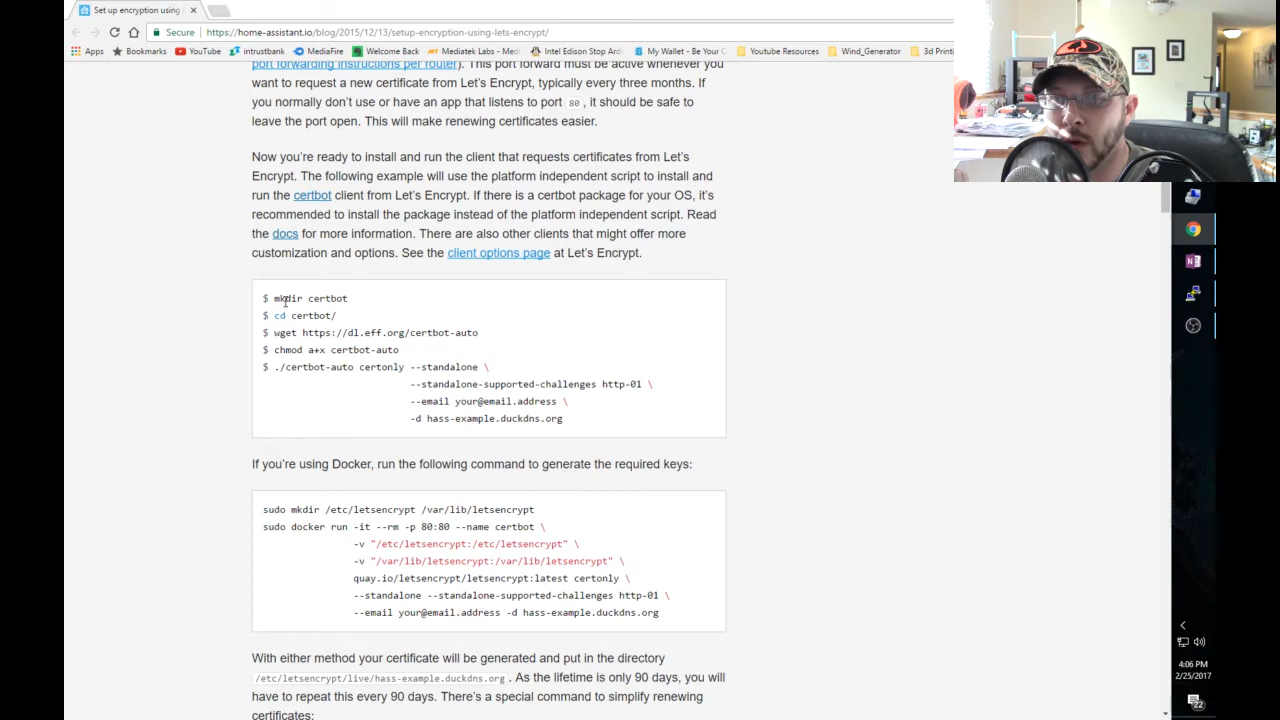 Set up encryption using
Secure
https://home-assistant.io/blog/2015/12/13/setup-encryption-using-lets-encrypt/
Apps Bookmarks YouTube intrustbank MediaFire Welcome Back Mediatek Labs - Medi Intel Edison Stop Ard My Wallet - Be Your O Youtube Resources Wind_Generator 3d Printi
port forwarding instructions per router). This port forward must be active whenever you
want to request a new certificate from Let's Encrypt, typically every three months. If
you normally don't use or have an app that listens to port 80 , it should be safe to
leave the port open. This will make renewing certificates easier.
Now you're ready to install and run the client that requests certificates from Let's
Encrypt. The following example will use the platform independent script to install and
run the certbot client from Let's Encrypt. If there is a certbot package for your OS, it's
recommended to install the package instead of the platform independent script. Read
the docs for more information. There are also other clients that might offer more
customization and options. See the client options page at Let's Encrypt.
$ mkdir certbot
$ cd certbot/
$ wget https://dl.eff.org/certbot-auto
$ chmod a+x certbot-auto
$ ./certbot-auto certonly --standalone \
--standalone-supported-challenges http-01 \
--email your@email.address \
-d hass-example.duckdns.org
If you're using Docker, run the following command to generate the required keys:
sudo mkdir /etc/letsencrypt /var/lib/letsencrypt
sudo docker run -it --rm -p 80:80 --name certbot \
-v "/etc/letsencrypt:/etc/letsencrypt" \
-v "/var/lib/letsencrypt:/var/lib/letsencrypt" \
quay.io/letsencrypt/letsencrypt:latest certonly \
--standalone --standalone-supported-challenges http-01 \
--email your@email.address -d hass-example.duckdns.org
With either method your certificate will be generated and put in the directory
/etc/letsencrypt/live/hass-example.duckdns.org . As the lifetime is only 90 days, you will
have to repeat this every 90 days. There's a special command to simplify renewing
certificates:
4:06 PM
2/25/2017
22